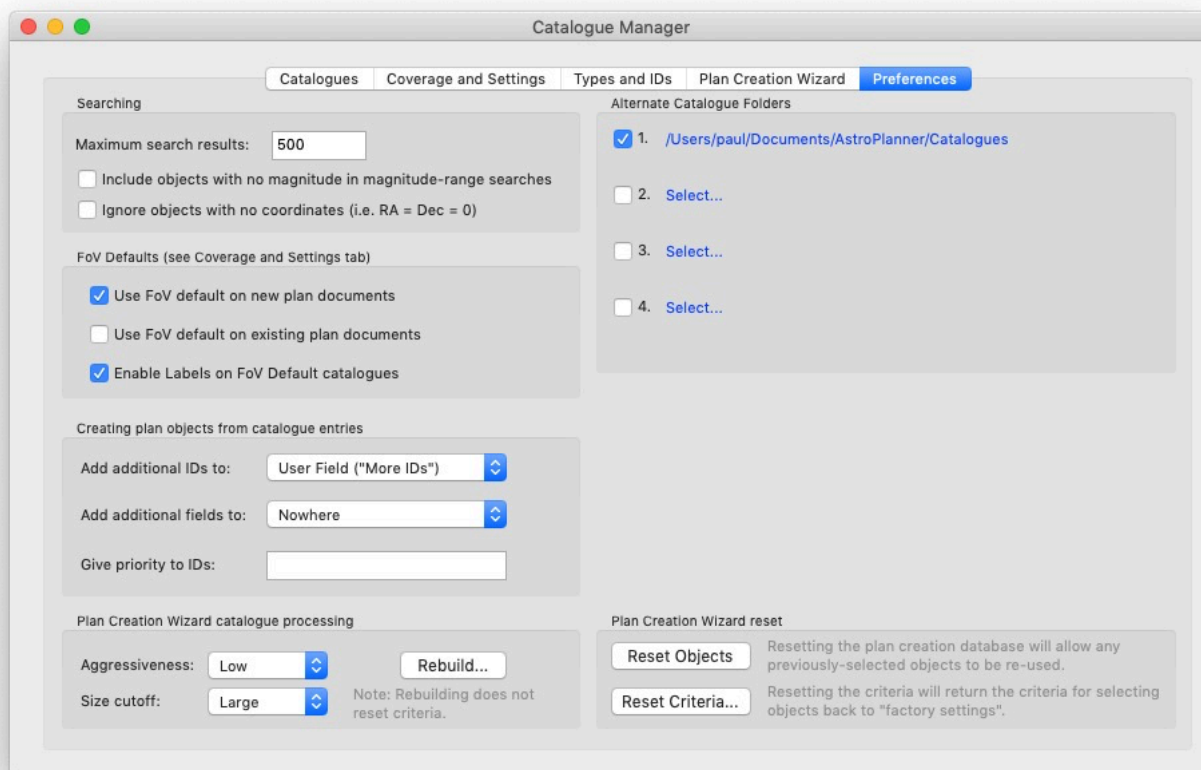 Catalogue Manager
Catalogues
Coverage and Settings
Types and IDs
Plan Creation Wizard
Preferences
Searching
Maximum search results: 500
Include objects with no magnitude in magnitude-range searches
Ignore objects with no coordinates (i.e. RA = Dec = 0)
FoV Defaults (see Coverage and Settings tab)
Use FoV default on new plan documents
Use FoV default on existing plan documents
Enable Labels on FoV Default catalogues
Creating plan objects from catalogue entries
Add additional IDs to: User Field ("More IDs")
Add additional fields to: Nowhere
Give priority to IDs:
Plan Creation Wizard catalogue processing
Aggressiveness: Low
Rebuild...
Size cutoff: Large
Note: Rebuilding does not
reset criteria.
Alternate Catalogue Folders
1. /Users/paul/Documents/AstroPlanner/Catalogues
2. Select...
3. Select...
4. Select...
Plan Creation Wizard reset
Reset Objects
Resetting the plan creation database will allow any
previously-selected objects to be re-used.
Reset Criteria...
Resetting the criteria will return the criteria for selecting
objects back to "factory settings".